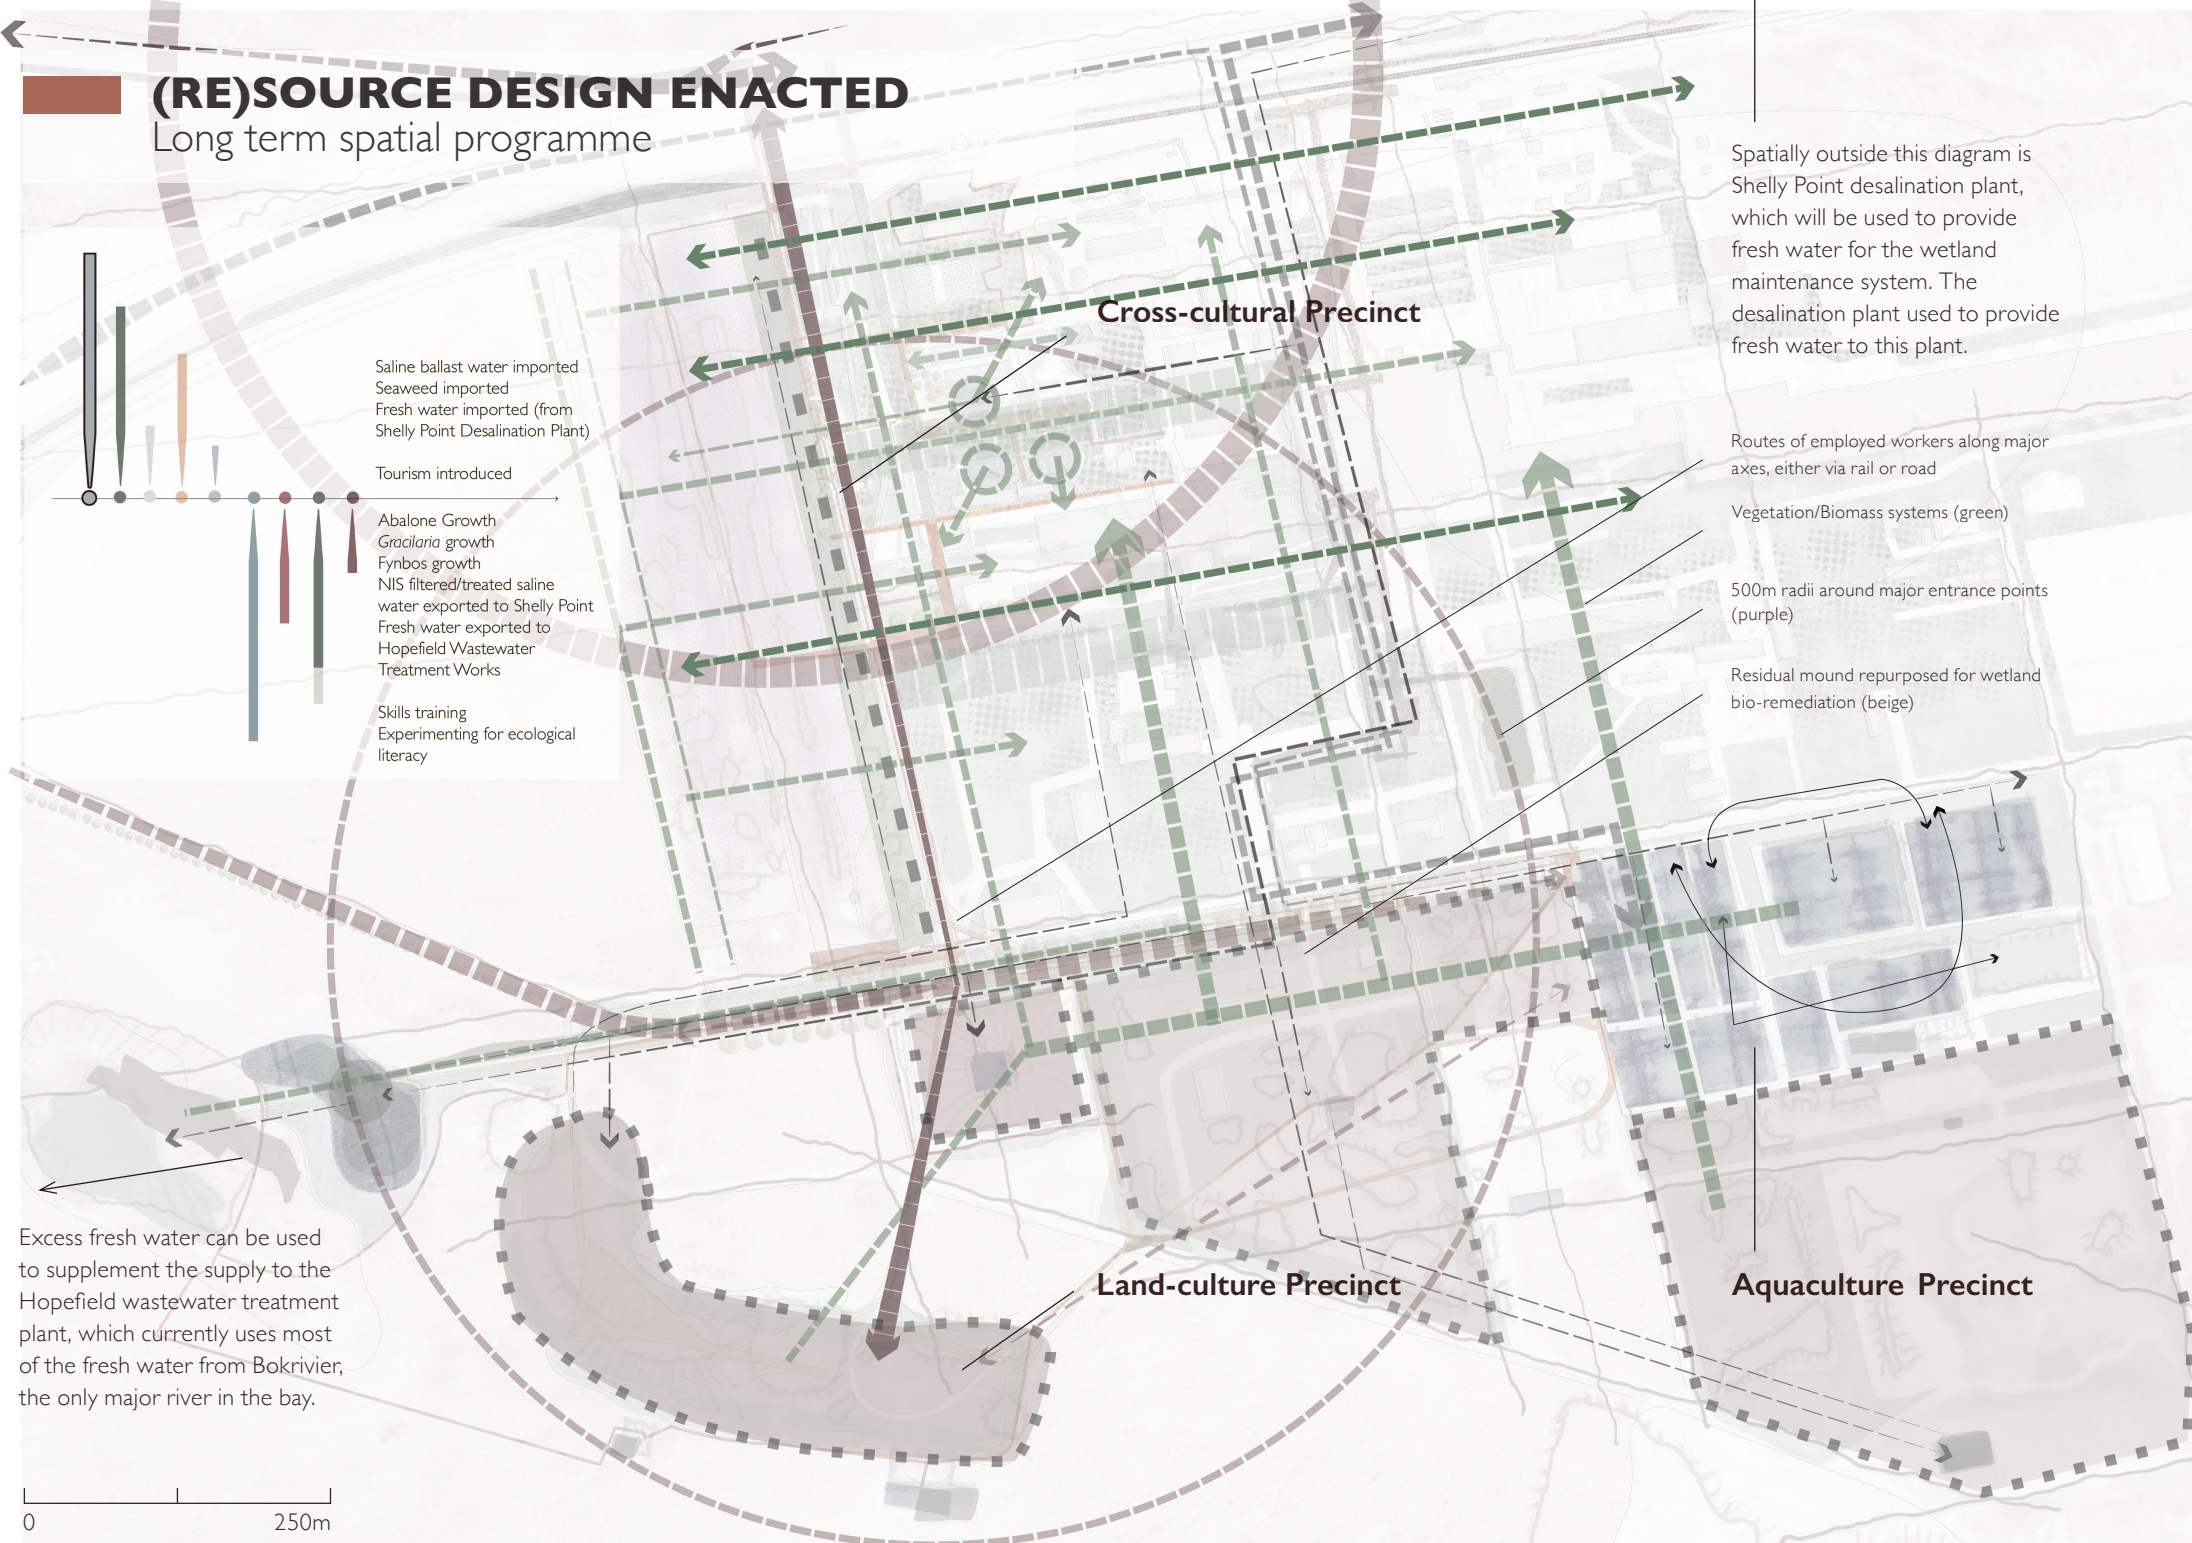 (RE)SOURCE DESIGN ENACTED
Long term spatial programme
Spatially outside this diagram is
Shelly Point desalination plant,
which will be used to provide
fresh water for the wetland
maintenance system. The
desalination plant used to provide
fresh water to this plant.
Cross-cultural Precinct
Saline ballast water imported
Seaweed imported
Fresh water imported (from
Shelly Point Desalination Plant)
Tourism introduced
Abalone Growth
Gracilaria growth
Fynbos growth
NIS filtered/treated saline
water exported to Shelly Point
Fresh water exported to
Hopefield Wastewater
Treatment Works
Skills training
Experimenting for ecological
literacy
Routes of employed workers along major
axes, either via rail or road
Vegetation/Biomass systems (green)
500m radii around major entrance points
(purple)
Residual mound repurposed for wetland
bio-remediation (beige)
Excess fresh water can be used
to supplement the supply to the
Hopefield wastewater treatment
plant, which currently uses most
of the fresh water from Bokrivier,
the only major river in the bay.
Land-culture Precinct
Aquaculture Precinct
0 250m